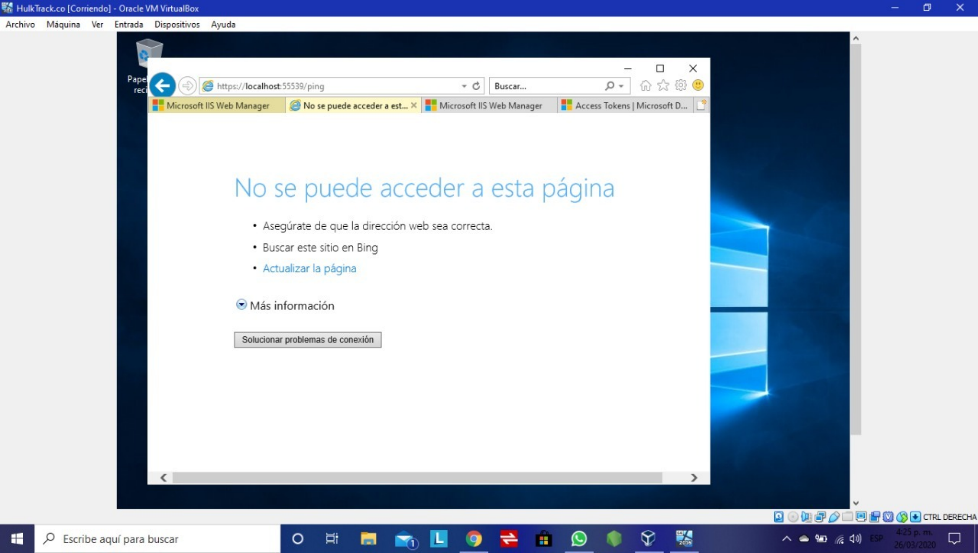 HulkTrack.co [Corriendo] - Oracle VM VirtualBox
Archivo Máquina Ver Entrada Dispositivos Ayuda
Pape
reci
https://localhost:55539/ping
Buscar...
Microsoft IIS Web Manager
No se puede acceder a est...
Microsoft IIS Web Manager
Access Tokens | Microsoft D...
No se puede acceder a esta página
• Asegúrate de que la dirección web sea correcta.
• Buscar este sitio en Bing
• Actualizar la página
Más información
Solucionar problemas de conexión
CTRL DERECHA
Escribe aquí para buscar
L
1
ESP
4:25 p. m.
26/03/2020